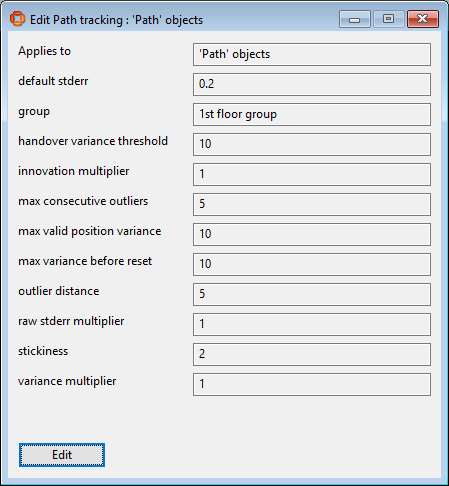 Edit Path tracking : 'Path' objects
Applies to 'Path' objects
default stderr 0.2
group 1st floor group
handover variance threshold 10
innovation multiplier 1
max consecutive outliers 5
max valid position variance 10
max variance before reset 10
outlier distance 5
raw stderr multiplier 1
stickiness 2
variance multiplier 1
Edit